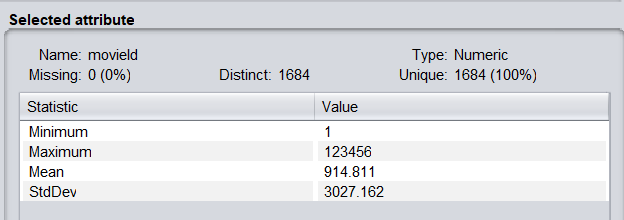 Selected attribute
Name: movieId Type: Numeric
Missing: 0 (0%) Distinct: 1684 Unique: 1684 (100%)
Statistic Value
Minimum 1
Maximum 123456
Mean 914.811
StdDev 3027.162